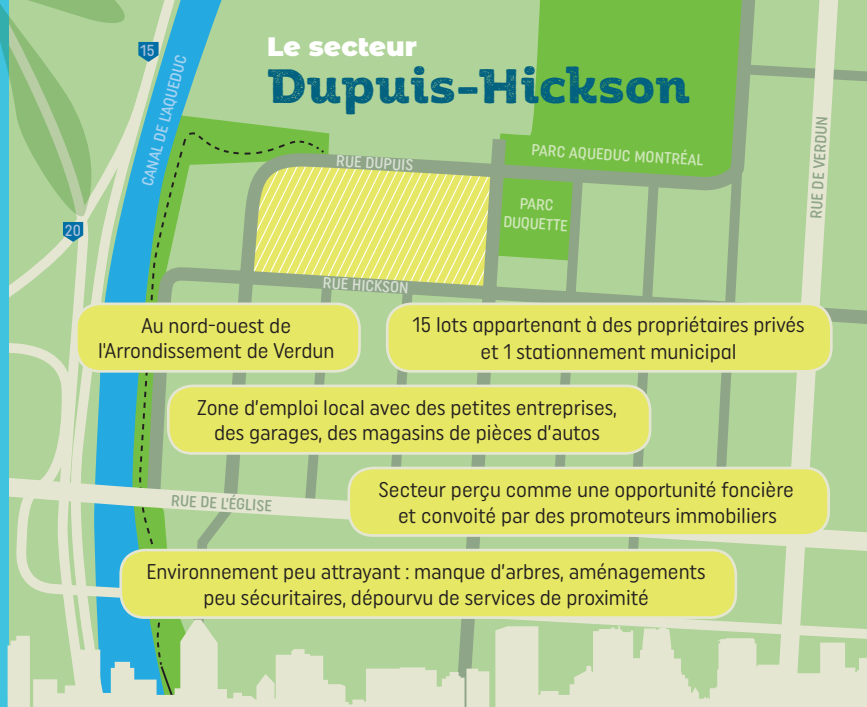 Le secteur
Dupuis-Hickson
15
CANAL DE L'AQUEDUC
RUE DUPUIS
PARC AQUEDUC MONTRÉAL
RUE DE VERDUN
PARC
DUQUETTE
20
RUE HICKSON
Au nord-ouest de
l'Arrondissement de Verdun
15 lots appartenant à des propriétaires privés
et 1 stationnement municipal
Zone d'emploi local avec des petites entreprises,
des garages, des magasins de pièces d'autos
RUE DE L'ÉGLISE
Secteur perçu comme une opportunité foncière
et convoité par des promoteurs immobiliers
Environnement peu attrayant : manque d'arbres, aménagements
peu sécuritaires, dépourvu de services de proximité